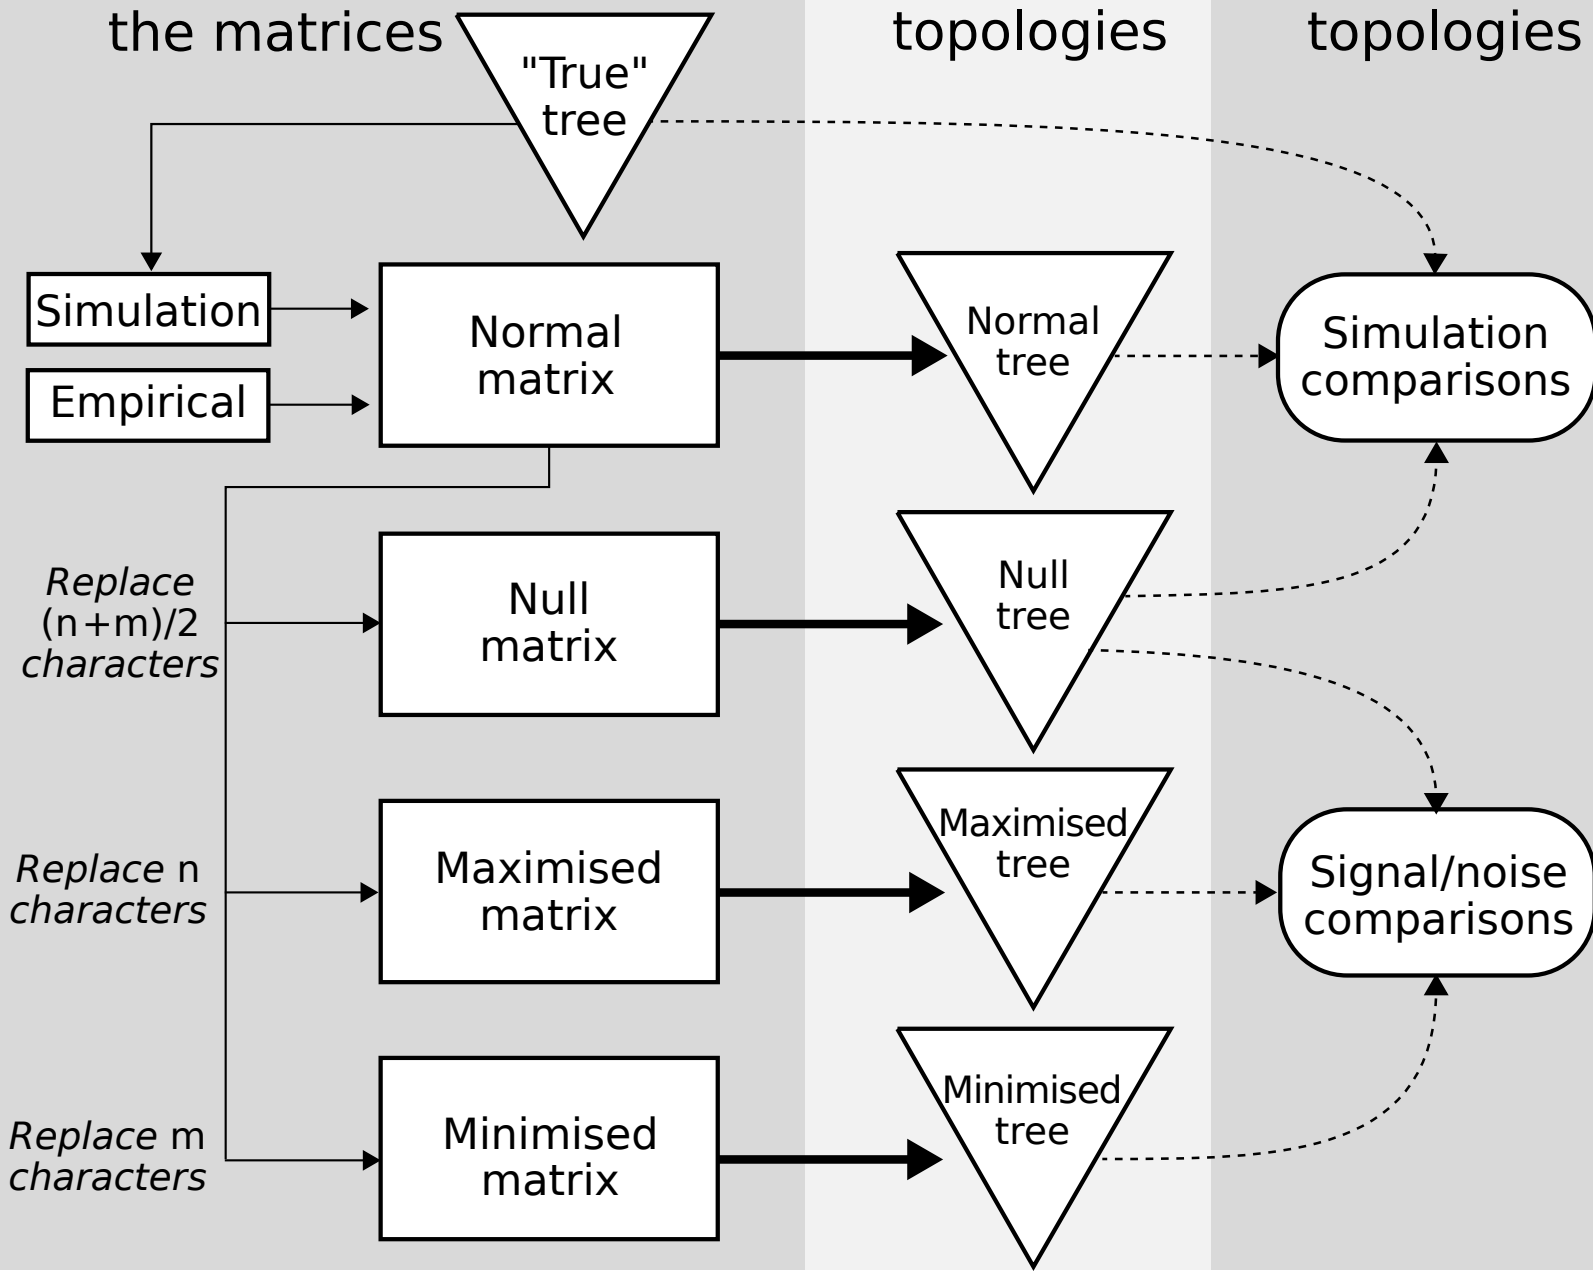 the matrices
topologies
topologies
"True"
tree
Simulation
Empirical
Normal
matrix
Normal
tree
Simulation
comparisons
Replace
(n+m)/2
characters
Null
matrix
Null
tree
Replace n
characters
Maximised
matrix
Maximised
tree
Signal/noise
comparisons
Replace m
characters
Minimised
matrix
Minimised
tree